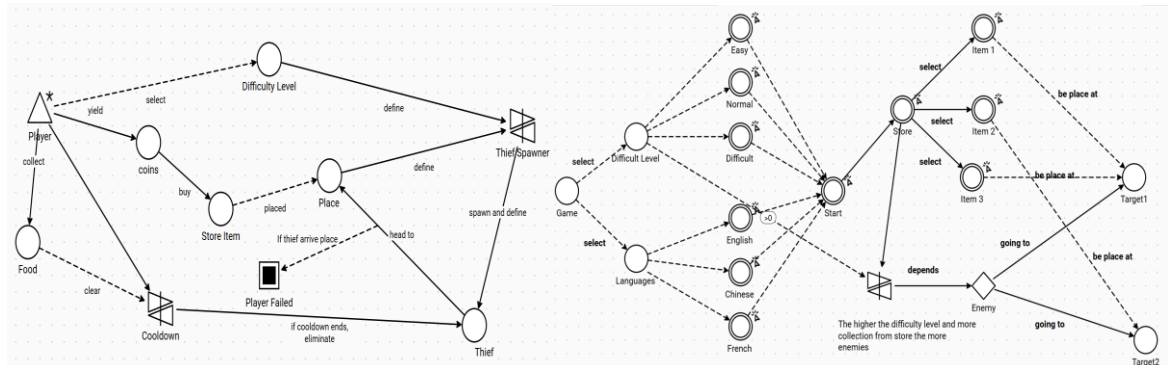 Player
*
select
Difficulty Level
define
yield
collect
coins
buy
Store Item
placed
Place
define
Thief Spawner
spawn and define
Food
clear
If thief arrive place
Player Failed
head to
Cooldown
if cooldown ends,
eliminate
Thief
Game
select
select
Difficult Level
Languages
Easy
Normal
Difficult
English
Chinese
French
>0
Start
Store
select
select
select
Item 1
Item 2
Item 3
be place at
be place at
be place at
Target1
going to
depends
Enemy
going to
Target2
The higher the difficulty level and more
collection from store the more
enemies